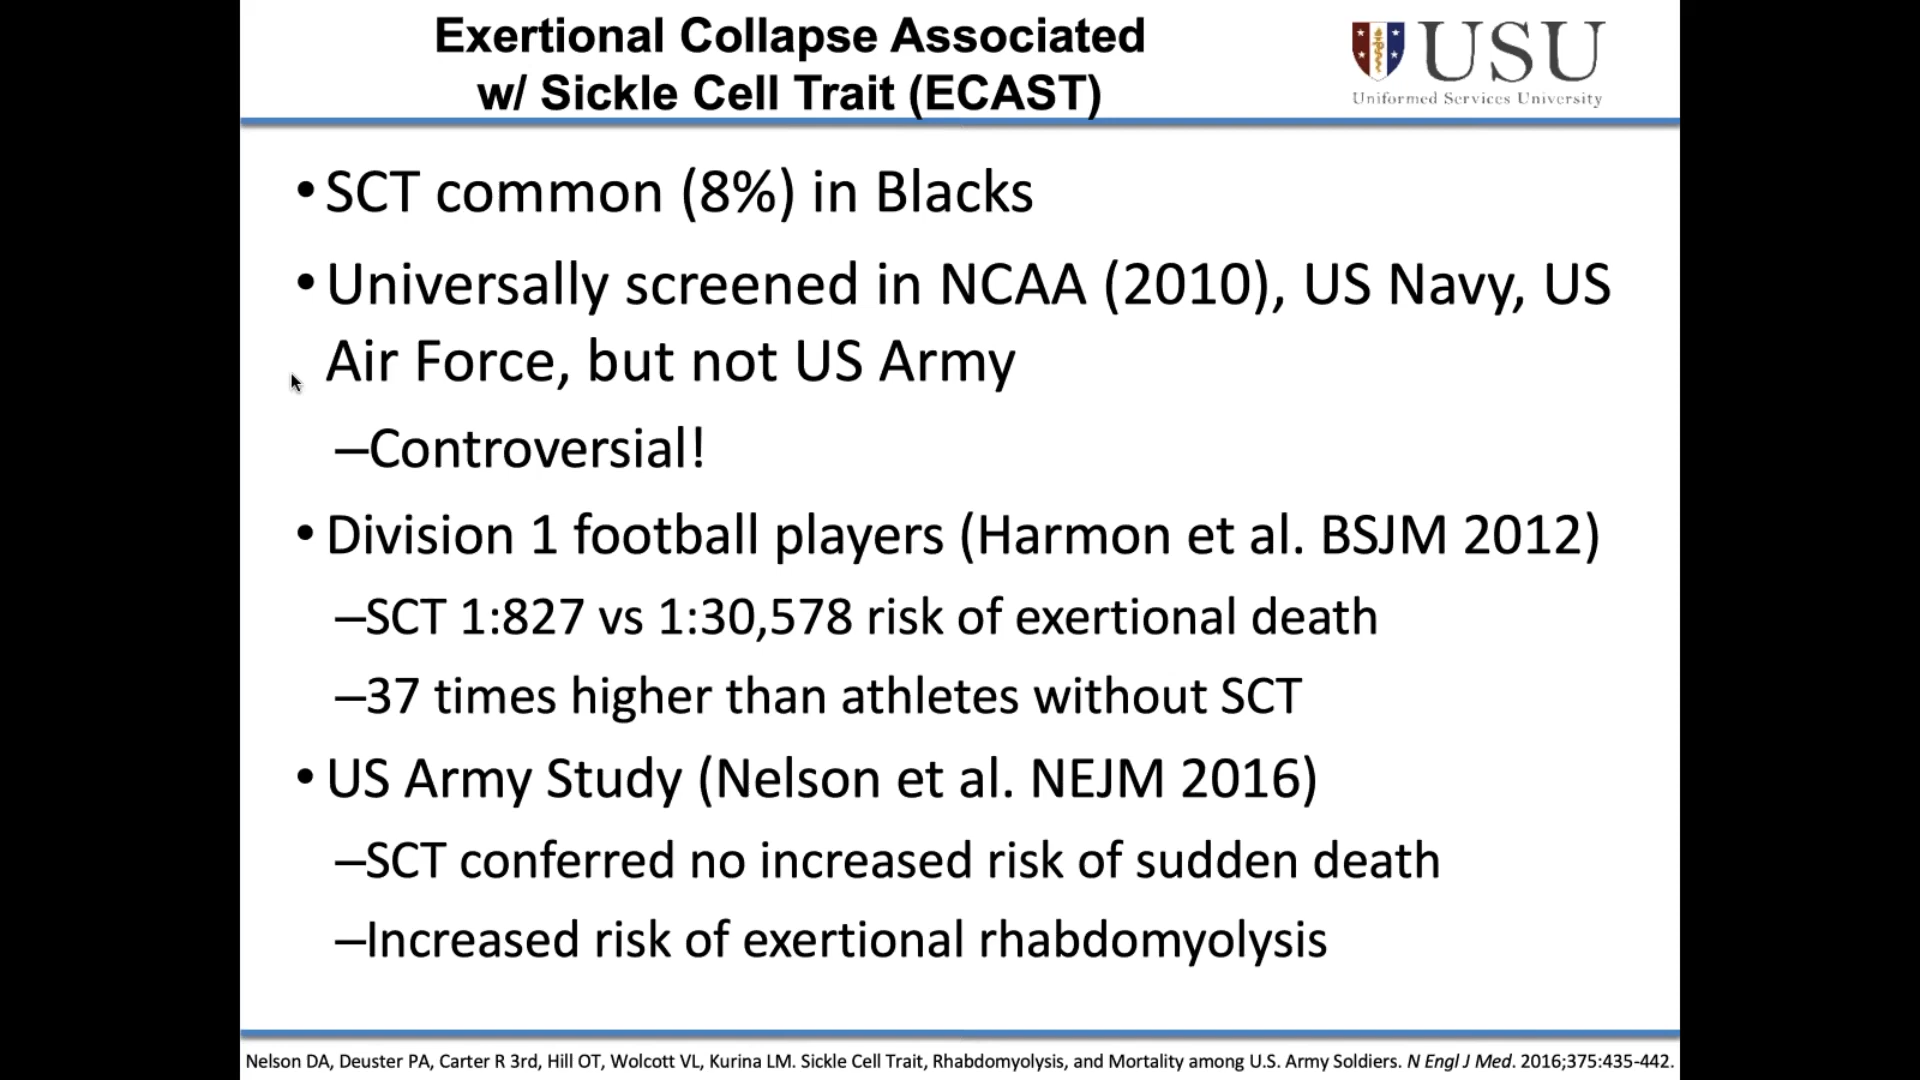 Exertional Collapse Associated
w/ Sickle Cell Trait (ECAST)
USU
Uniformed Services University
• SCT common (8%) in Blacks
• Universally screened in NCAA (2010), US Navy, US
Air Force, but not US Army
–Controversial!
• Division 1 football players (Harmon et al. BSJM 2012)
–SCT 1:827 vs 1:30,578 risk of exertional death
–37 times higher than athletes without SCT
• US Army Study (Nelson et al. NEJM 2016)
–SCT conferred no increased risk of sudden death
–Increased risk of exertional rhabdomyolysis
Nelson DA, Deuster PA, Carter R 3rd, Hill OT, Wolcott VL, Kurina LM. Sickle Cell Trait, Rhabdomyolysis, and Mortality among U.S. Army Soldiers. N Engl J Med. 2016;375:435-442.